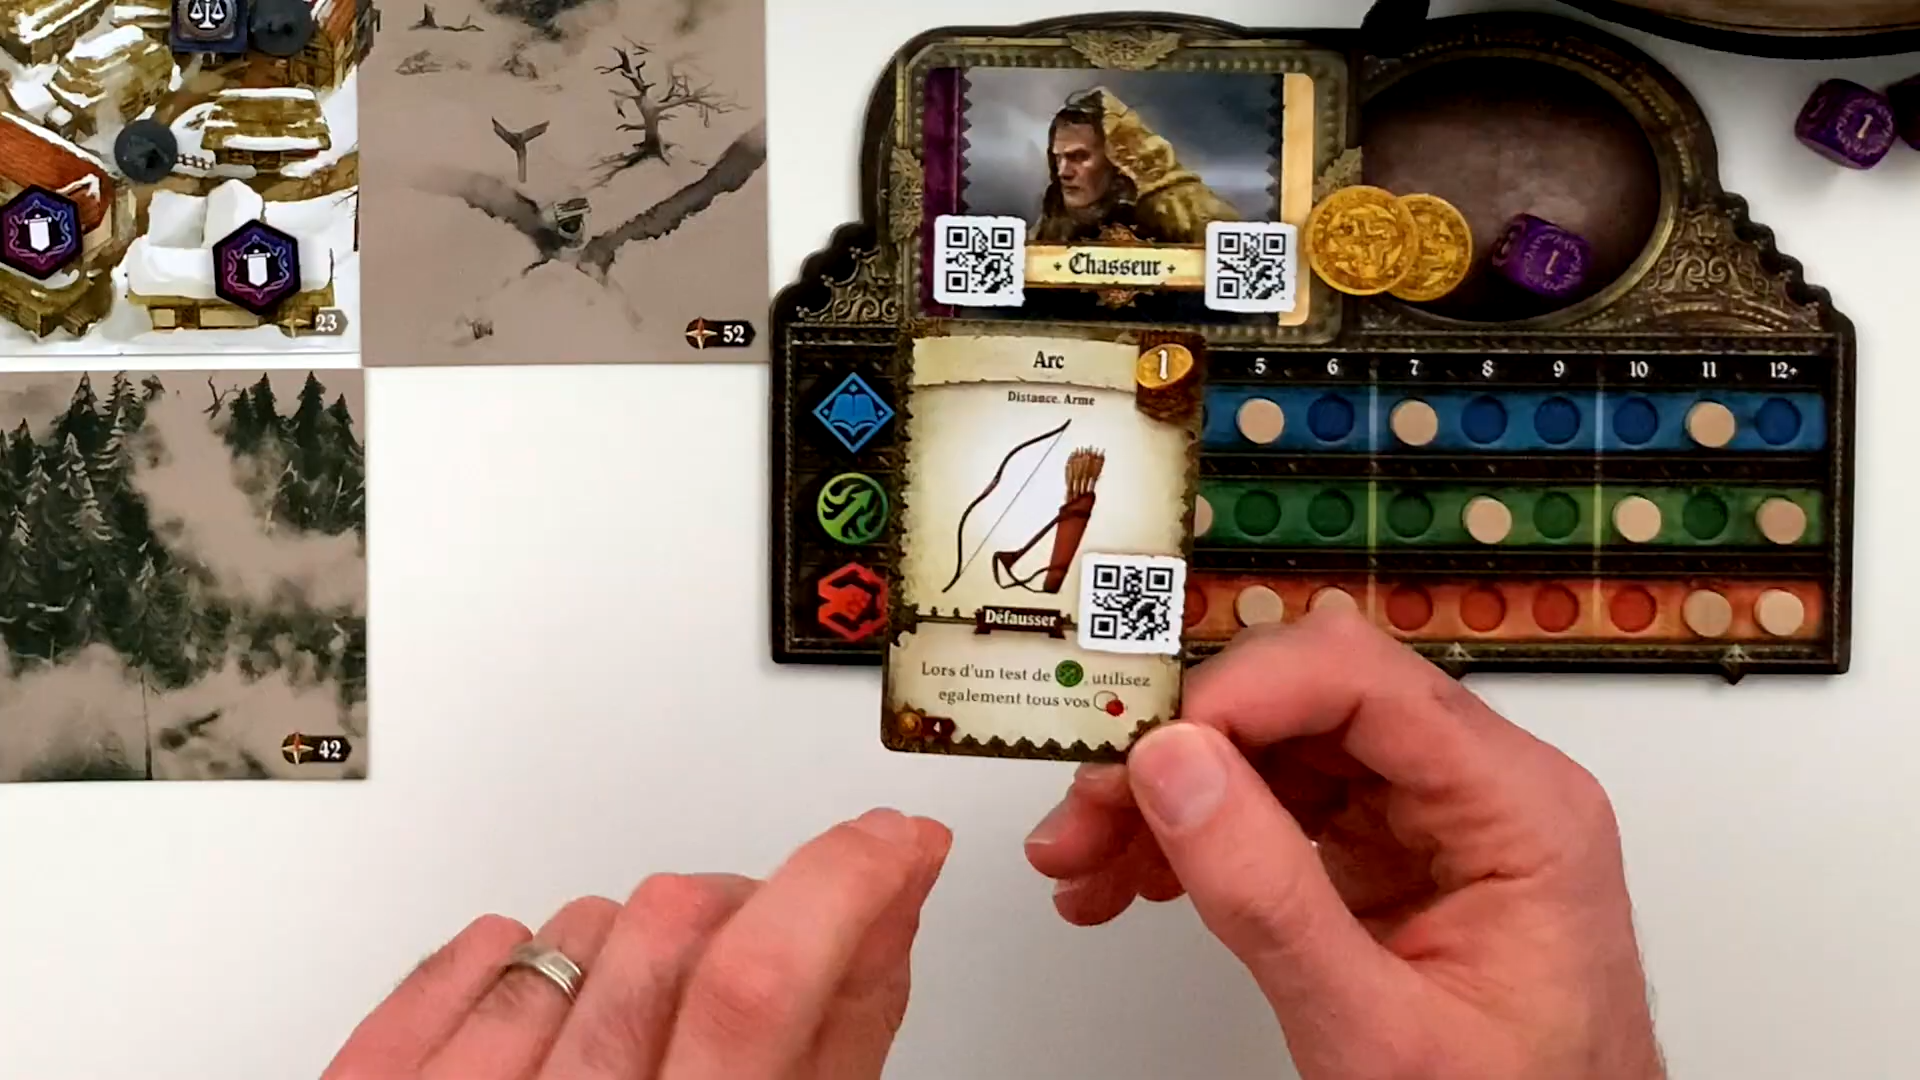 23
52
42
Chasseur
1
1
5 6 7 8 9 10 11 12+
Arc
1
Distance. Arme
Défausser
Lors d'un test de , utilisez
egalement tous vos
4